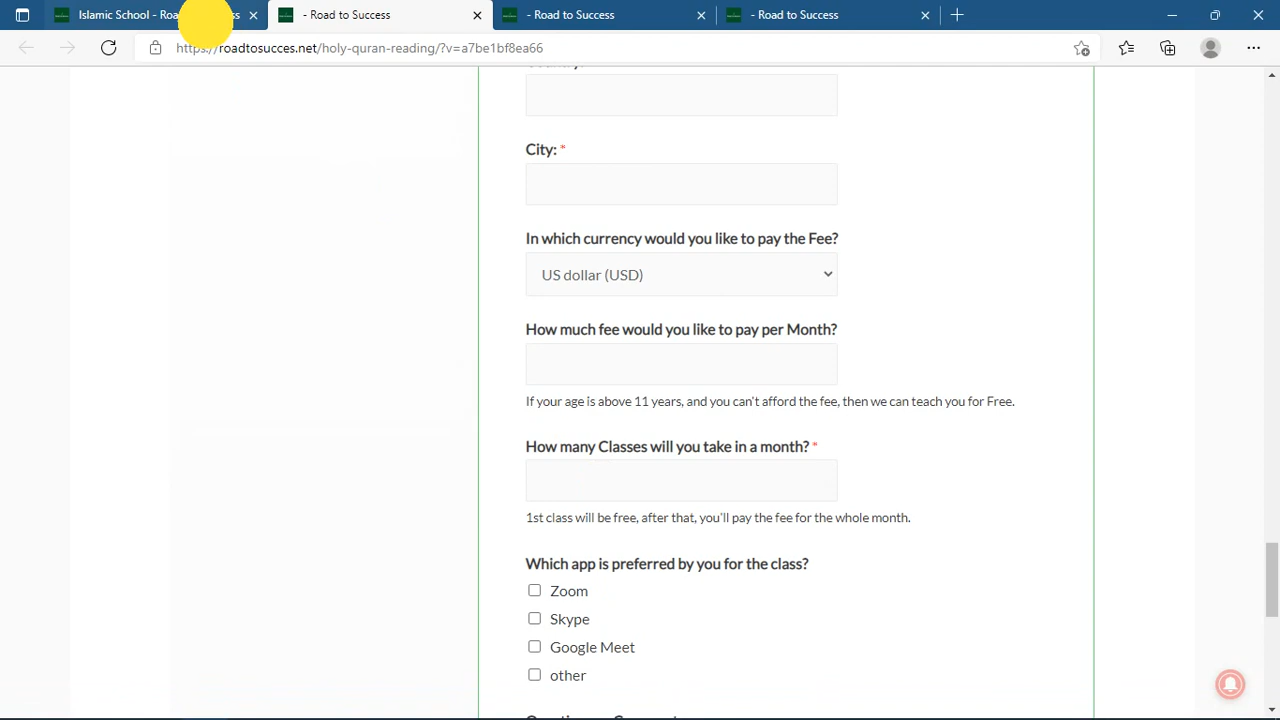 Islamic School - Road to Success
- Road to Success
- Road to Success
- Road to Success
https://roadtosucces.net/holy-quran-reading/?v=a7be1bf8ea66
City: *
In which currency would you like to pay the Fee?
US dollar (USD)
How much fee would you like to pay per Month?
If your age is above 11 years, and you can't afford the fee, then we can teach you for Free.
How many Classes will you take in a month? *
1st class will be free, after that, you'll pay the fee for the whole month.
Which app is preferred by you for the class?
Zoom
Skype
Google Meet
other